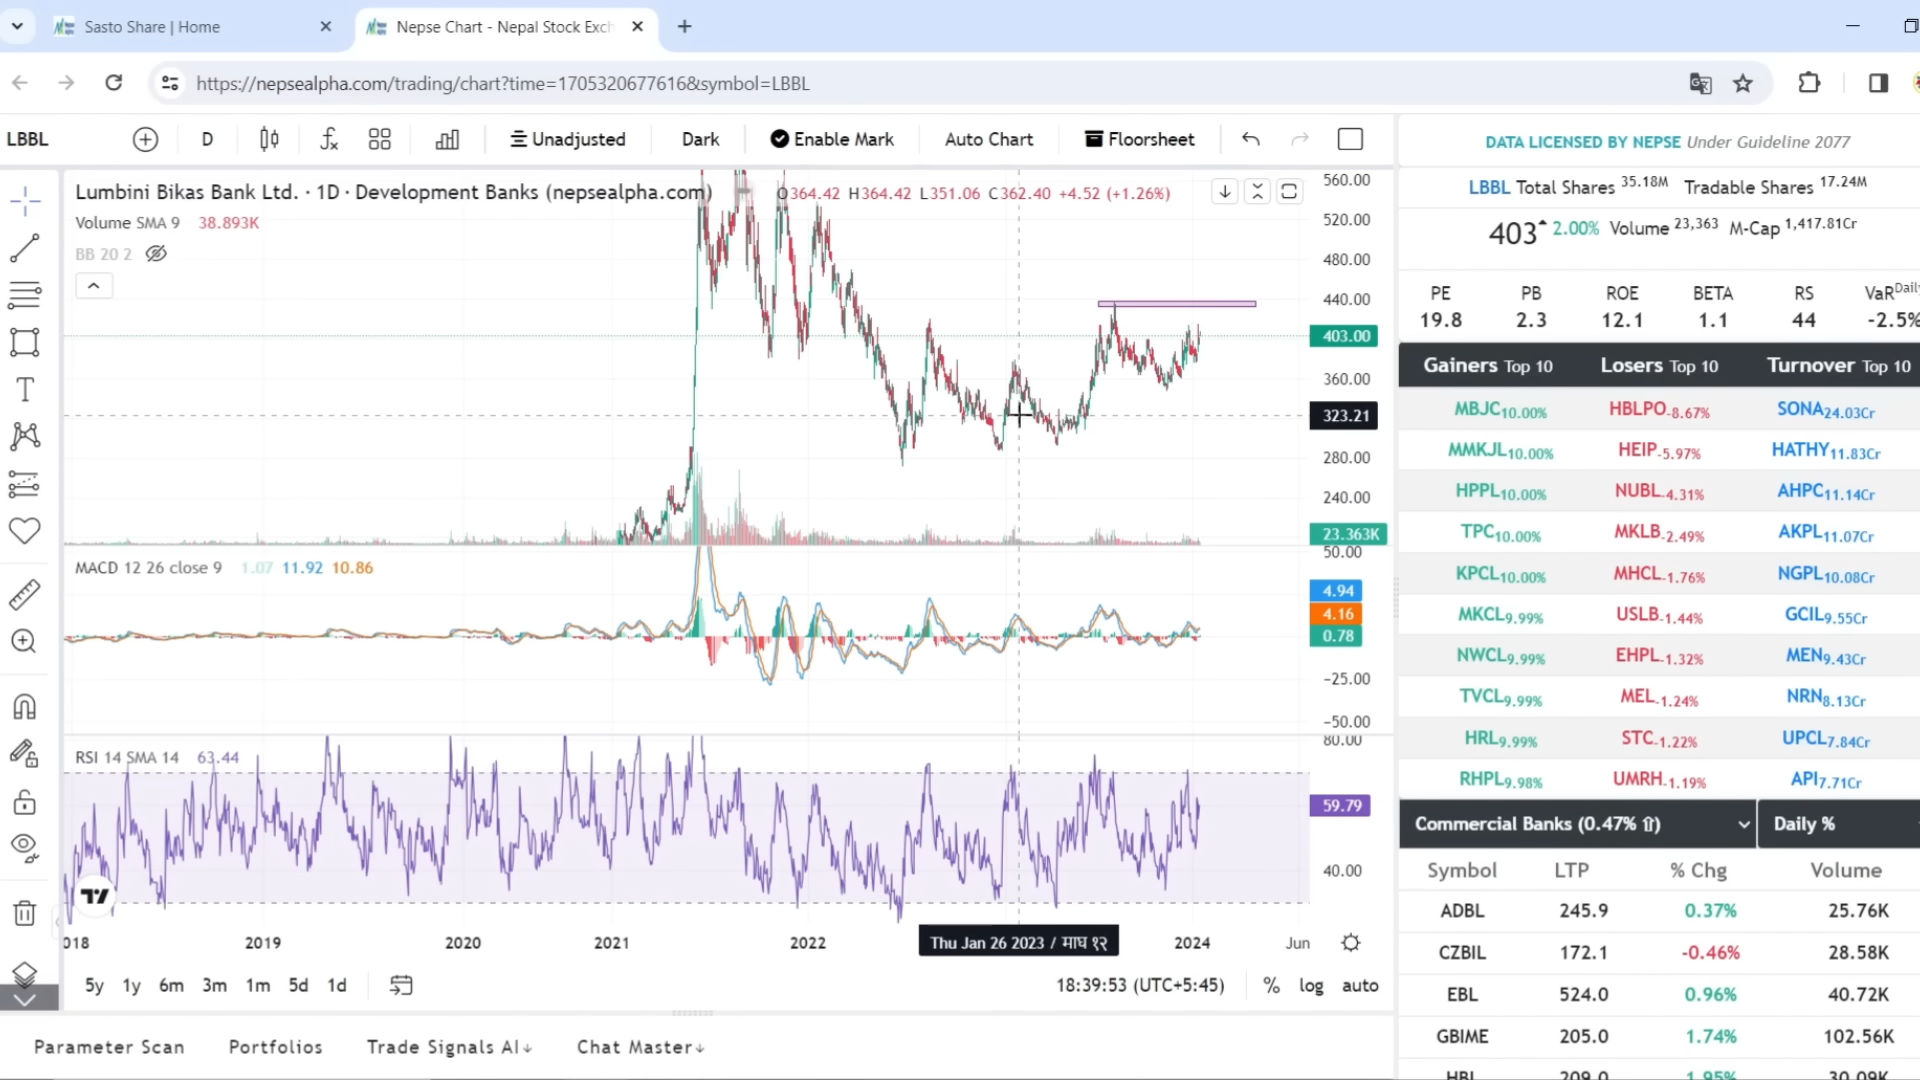 Sasto Share | Home
Nepse Chart - Nepal Stock Exch
https://nepsealpha.com/trading/chart?time=1705320677616&symbol=LBBL
LBBL D Unadjusted Dark Enable Mark Auto Chart Floorsheet
Lumbini Bikas Bank Ltd. · 1D · Development Banks (nepsealpha.com) O364.42 H364.42 L351.06 C362.40 +4.52 (+1.26%)
Volume SMA 9 38.893K
BB 20 2
560.00
520.00
480.00
440.00
403.00
360.00
323.21
280.00
240.00
23.363K
50.00
MACD 12 26 close 9 1.07 11.92 10.86
4.94
4.16
0.78
−25.00
−50.00
80.00
RSI 14 SMA 14 63.44
59.79
40.00
018 2019 2020 2021 2022 Thu Jan 26 2023 / माघ १२ 2024 Jun
5y 1y 6m 3m 1m 5d 1d 18:39:53 (UTC+5:45) % log auto
Parameter Scan Portfolios Trade Signals AI↓ Chat Master↓
DATA LICENSED BY NEPSE Under Guideline 2077
LBBL Total Shares 35.18M Tradable Shares 17.24M
403 2.00% Volume 23,363 M-Cap 1,417.81Cr
PE PB ROE BETA RS VaR Daily
19.8 2.3 12.1 1.1 44 -2.5%
Gainers Top 10 Losers Top 10 Turnover Top 10
MBJC10.00% HBLPO-8.67% SONA24.03Cr
MMKJL10.00% HEIP-5.97% HATHY11.83Cr
HPPL10.00% NUBL-4.31% AHPC11.14Cr
TPC10.00% MKLB-2.49% AKPL11.07Cr
KPCL10.00% MHCL-1.76% NGPL10.08Cr
MKCL9.99% USLB-1.44% GCIL9.55Cr
NWCL9.99% EHPL-1.32% MEN9.43Cr
TVCL9.99% MEL-1.24% NRN8.13Cr
HRL9.99% STC-1.22% UPCL7.84Cr
RHPL9.98% UMRH-1.19% API7.71Cr
Commercial Banks (0.47% ⇧) Daily %
Symbol LTP % Chg Volume
ADBL 245.9 0.37% 25.76K
CZBIL 172.1 -0.46% 28.58K
EBL 524.0 0.96% 40.72K
GBIME 205.0 1.74% 102.56K
HBL 209.0 1.95% 30.09K